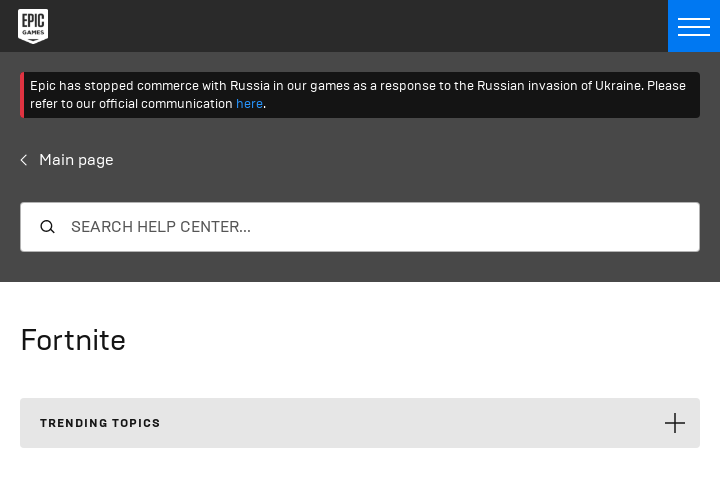 EPIC
GAMES
Epic has stopped commerce with Russia in our games as a response to the Russian invasion of Ukraine. Please
refer to our official communication here.
Main page
SEARCH HELP CENTER...
Fortnite
TRENDING TOPICS